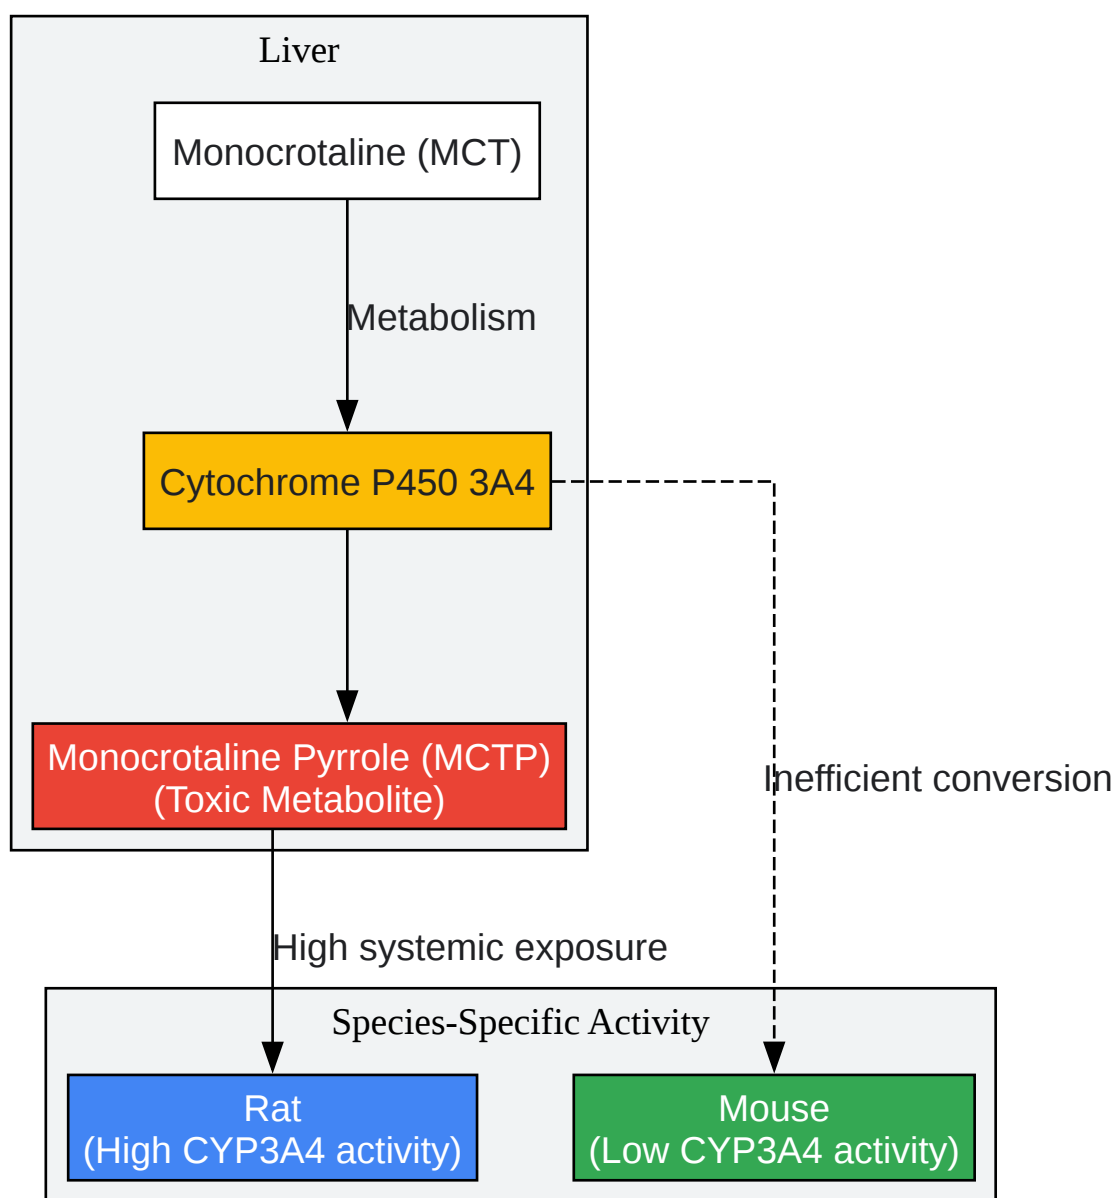 Liver
Monocrotaline (MCT)
Metabolism
Cytochrome P450 3A4
Monocrotaline Pyrrole (MCTP)
(Toxic Metabolite)
Inefficient conversion
High systemic exposure
Species-Specific Activity
Rat
(High CYP3A4 activity)
Mouse
(Low CYP3A4 activity)